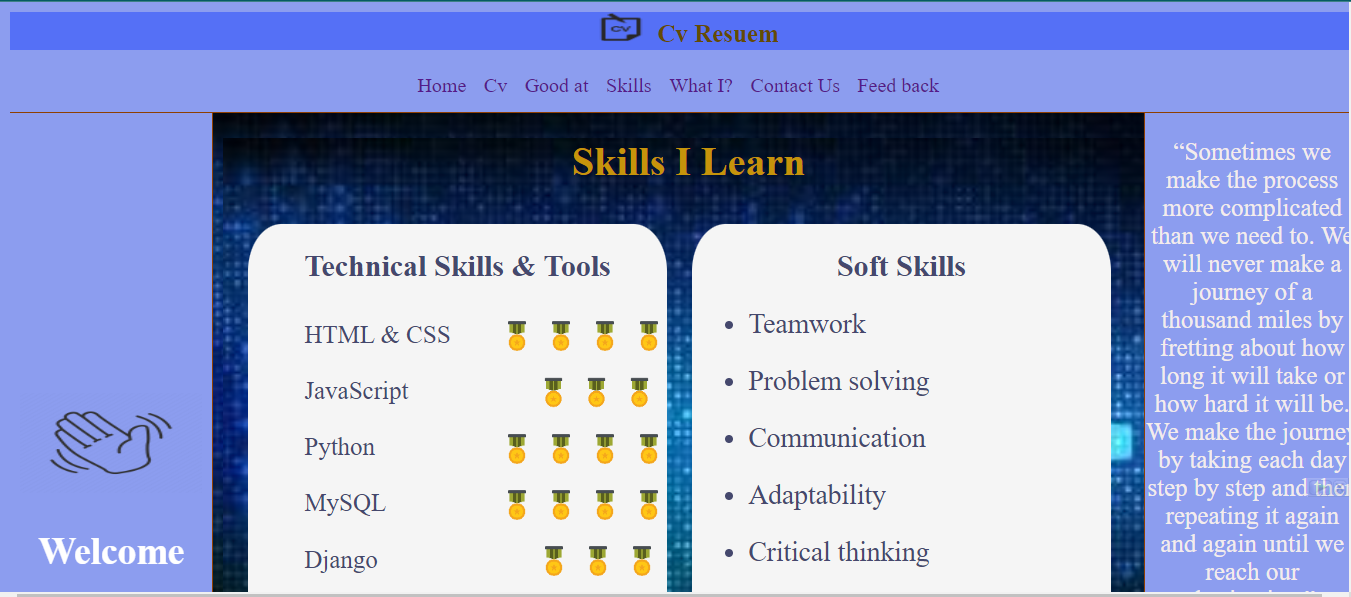 CV
Cv Resuem
Home Cv Good at Skills What I? Contact Us Feed back
Welcome
Skills I Learn
Technical Skills & Tools
HTML & CSS
JavaScript
Python
MySQL
Django
Soft Skills
Teamwork
Problem solving
Communication
Adaptability
Critical thinking
“Sometimes we
make the process
more complicated
than we need to. We
will never make a
journey of a
thousand miles by
fretting about how
long it will take or
how hard it will be.
We make the journey
by taking each day
step by step and then
repeating it again
and again until we
reach our